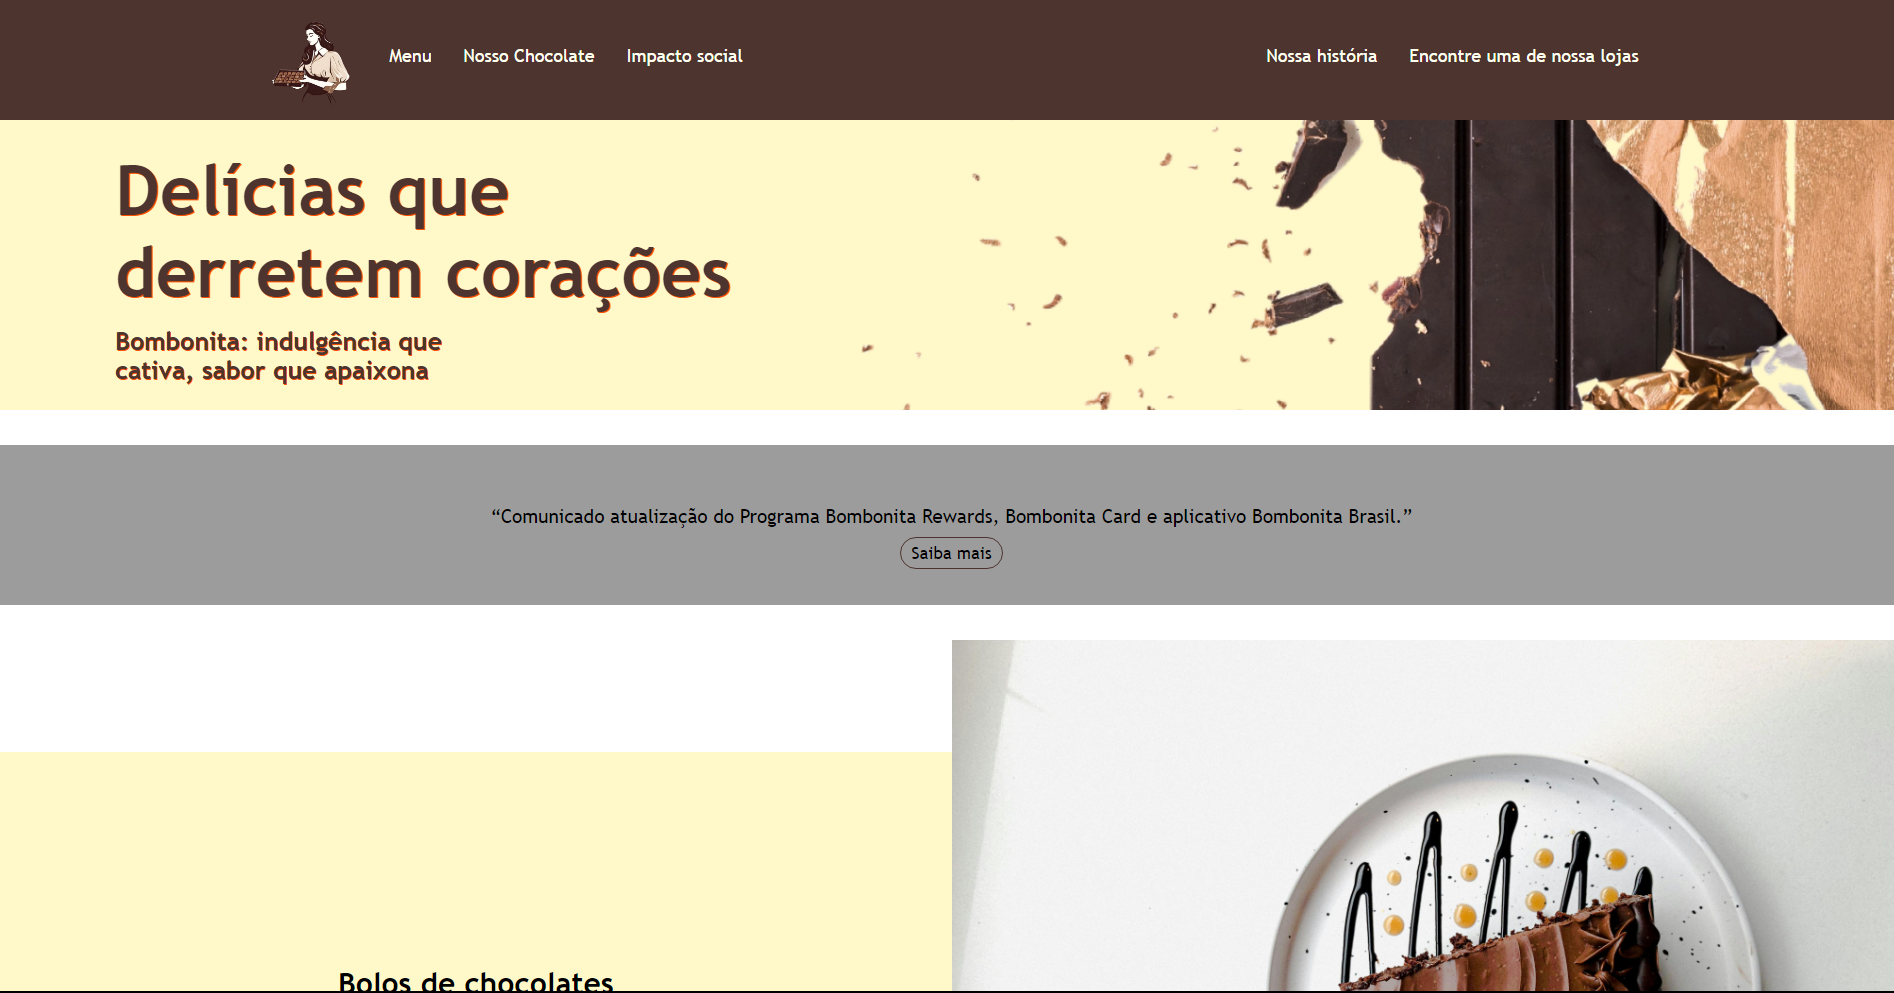 Menu Nosso Chocolate Impacto social Nossa história Encontre uma de nossa lojas
Delícias que
derretem corações
Bombonita: indulgência que
cativa, sabor que apaixona
“Comunicado atualização do Programa Bombonita Rewards, Bombonita Card e aplicativo Bombonita Brasil.”
Saiba mais
Bolos de chocolates